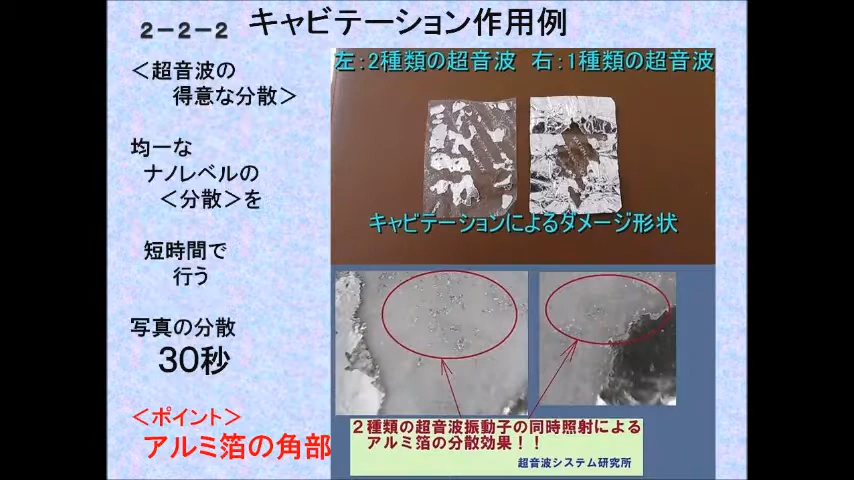 2-2-2 キャビテーション作用例
＜超音波の
得意な分散＞
均一な
ナノレベルの
＜分散＞を
短時間で
行う
写真の分散
30秒
＜ポイント＞
アルミ箔の角部
左：2種類の超音波 右：1種類の超音波
キャビテーションによるダメージ形状
２種類の超音波振動子の同時照射による
アルミ箔の分散効果！！
超音波システム研究所